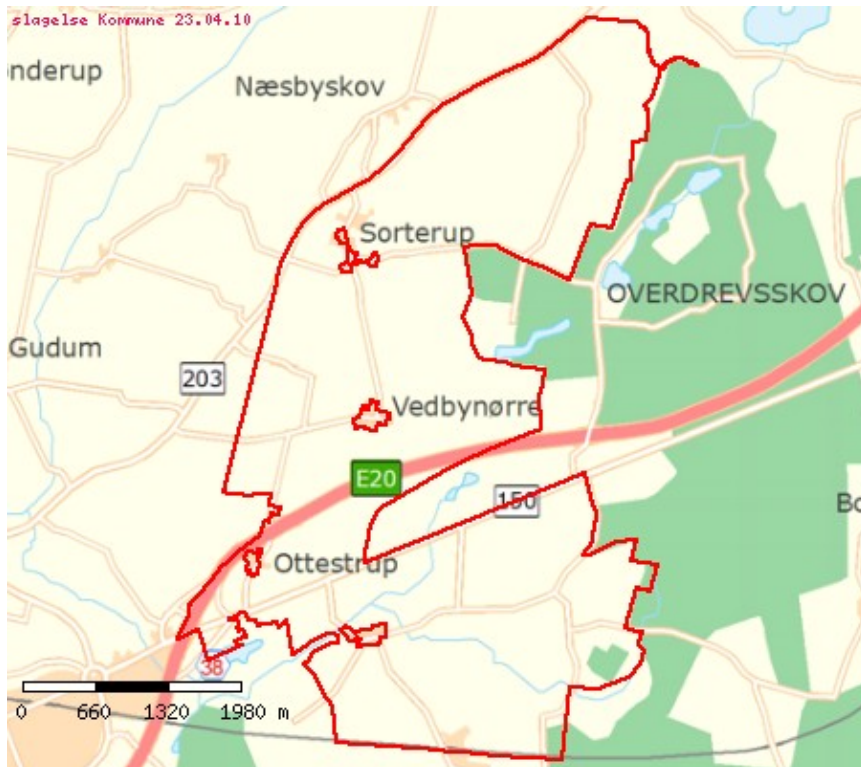 slagelse Kommune 23.04.10
nderup
Næsbyskov
Sorterup
OVERDREVSSKOV
Gudum
203
Vedbynørre
E20
150
Bo
Ottestrup
38
0 660 1320 1980 m